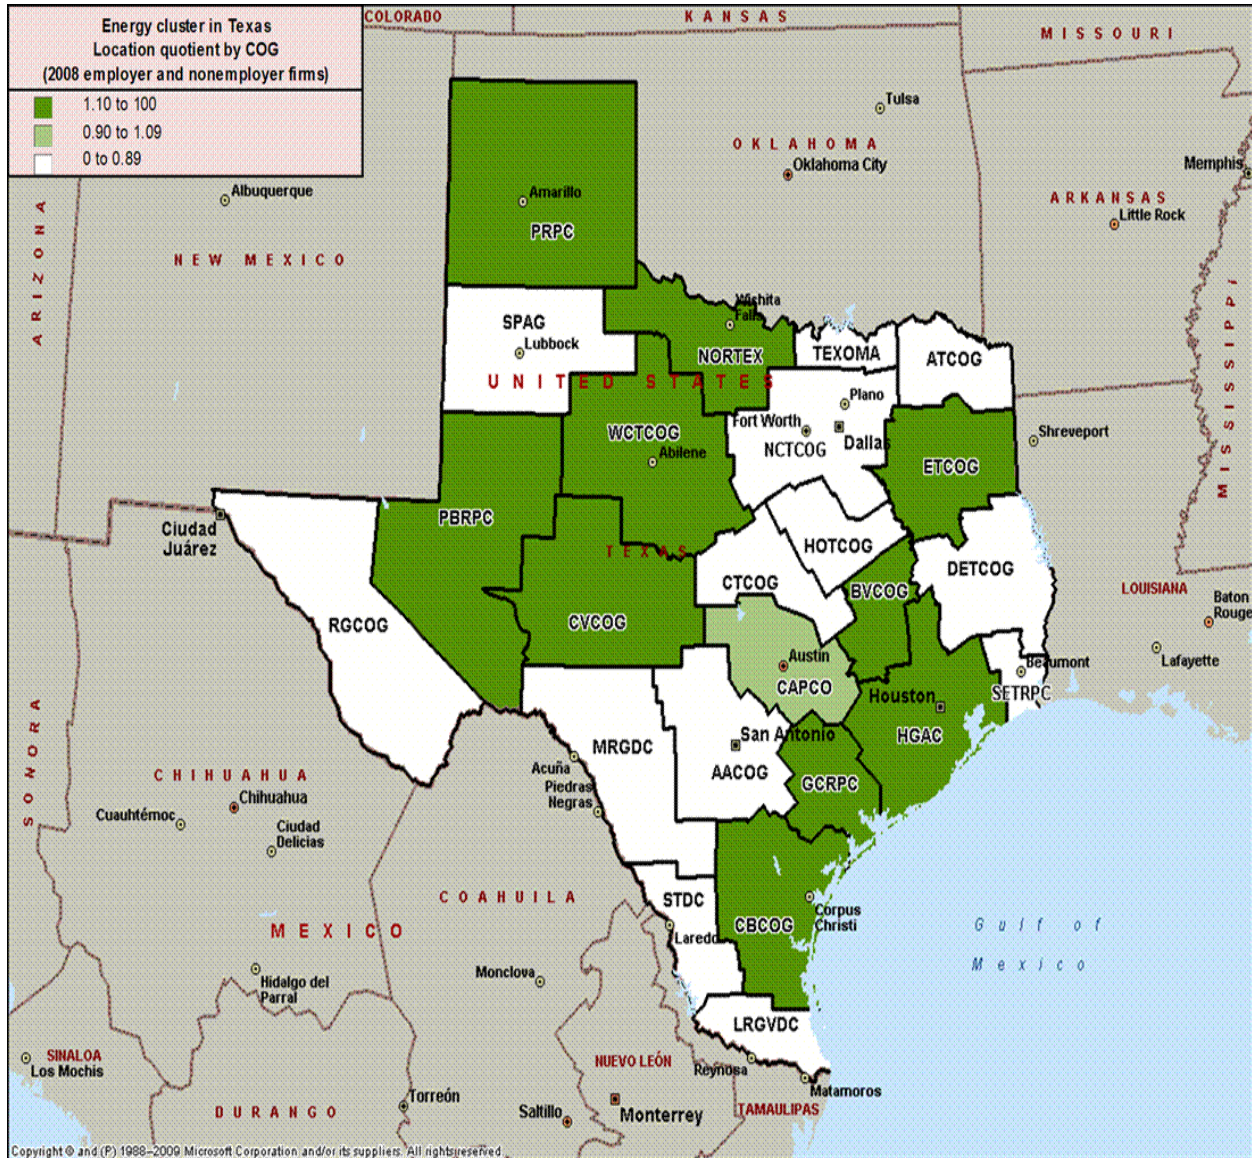 Energy cluster in Texas
Location quotient by COG
(2008 employer and nonemployer firms)
1.10 to 100
0.90 to 1.09
0 to 0.89
COLORADO
KANSAS
MISSOURI
Tulsa
OKLAHOMA
Oklahoma City
Memphis
ARKANSAS
Little Rock
Albuquerque
Amarillo
PRPC
ARIZONA
NEW MEXICO
MISSISSIPPI
Wichita
Falls
SPAG
Lubbock
NORTEX
TEXOMA
ATCOG
UNITED STATES
Plano
Fort Worth
Dallas
NCTCOG
WCTCOG
Abilene
Shreveport
ETCOG
PBRPC
Ciudad
Juárez
TEXAS
HOTCOG
DETCOG
CTCOG
BVCOG
LOUISIANA
Baton
Rouge
RGCOG
CVCOG
Austin
CAPCO
Beaumont
Lafayette
Houston
SETRPC
HGAC
SONORA
MRGDC
San Antonio
AACOG
GCRPC
CHIHUAHUA
Chihuahua
Acuña
Piedras
Negras
Cuauhtémoc
Ciudad
Delicias
COAHUILA
STDC
Laredo
CBCOG
Corpus
Christi
MEXICO
Gulf of
Mexico
Hidalgo del
Parral
Monclova
LRGVDC
SINALOA
Los Mochis
NUEVO LEÓN
Reynosa
Matamoros
DURANGO
Torreón
Saltillo
Monterrey
TAMAULIPAS
Copyright © and (P) 1988–2009 Microsoft Corporation and/or its suppliers. All rights reserved.